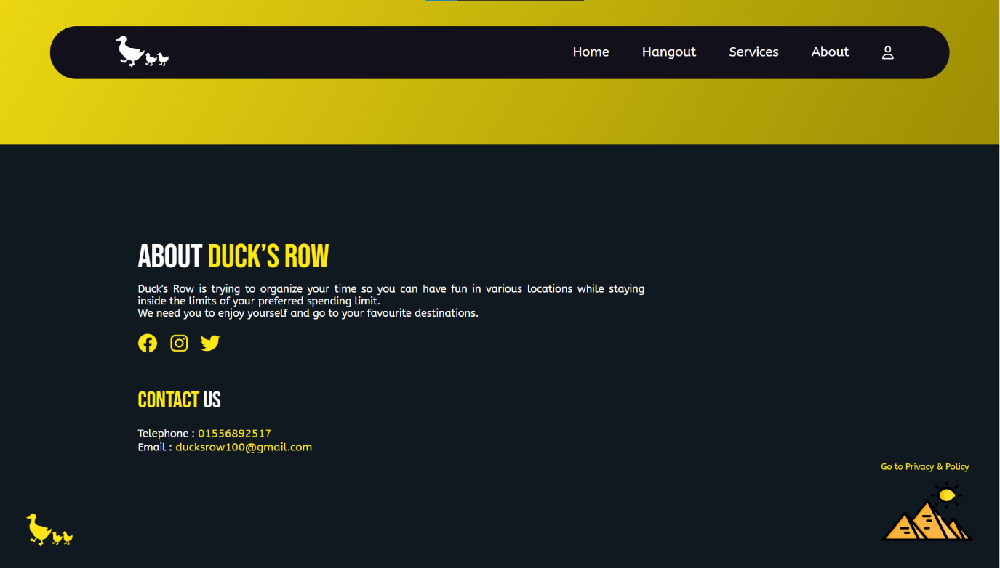 Home Hangout Services About
ABOUT DUCK’S ROW
Duck's Row is trying to organize your time so you can have fun in various locations while staying
inside the limits of your preferred spending limit.
We need you to enjoy yourself and go to your favourite destinations.
CONTACT US
Telephone : 01556892517
Email : ducksrow100@gmail.com
Go to Privacy & Policy